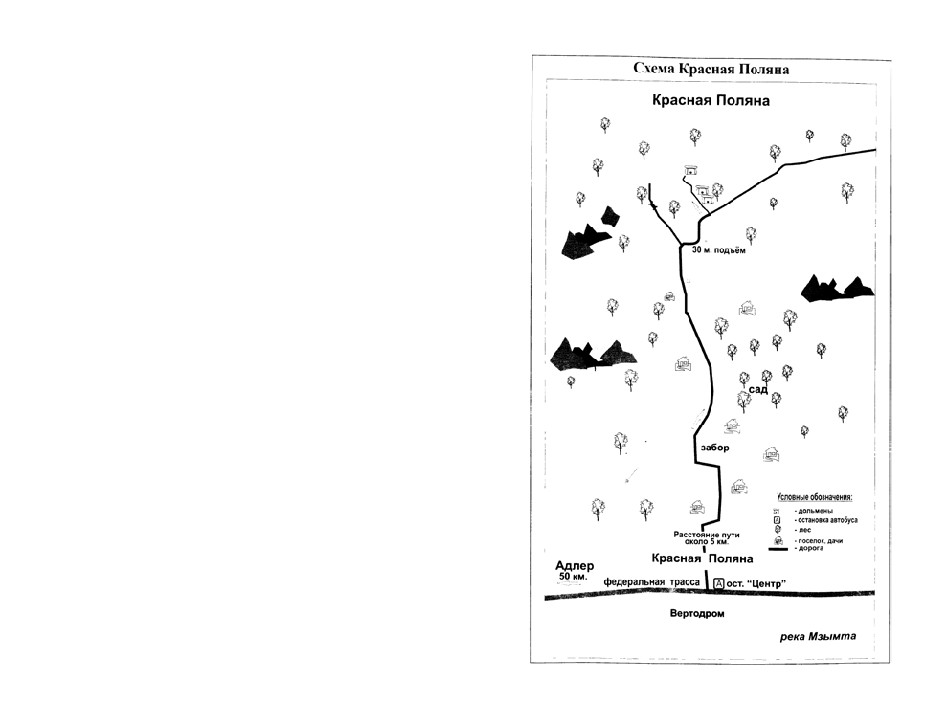 Схема Красная Поляна
Красная Поляна
30 м. подъём
сад
забор
Условные обозначения:
- дольмены
А - остановка автобуса
- лес
- поселок, дачи
- дорога
Расстояние пути
около 5 км.
Красная Поляна
Адлер
50 км.
федеральная трасса
А ост. "Центр"
Вертодром
река Мзымта